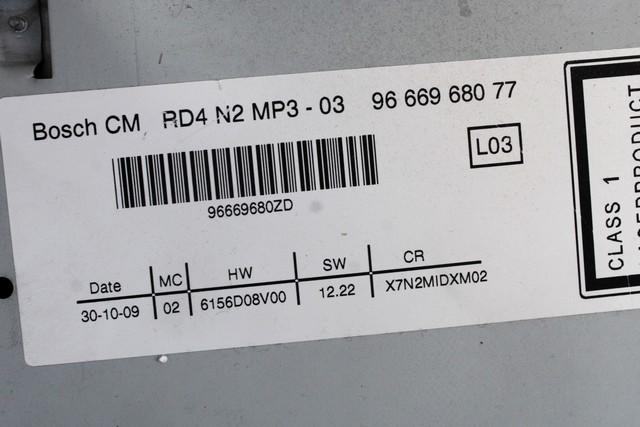 Bosch CM RD4 N2 MP3 - 03 96 669 680 77
L03
96669680ZD
Date MC HW SW CR
30-10-09 02 6156D08V00 12.22 X7N2MIDXM02
CLASS 1